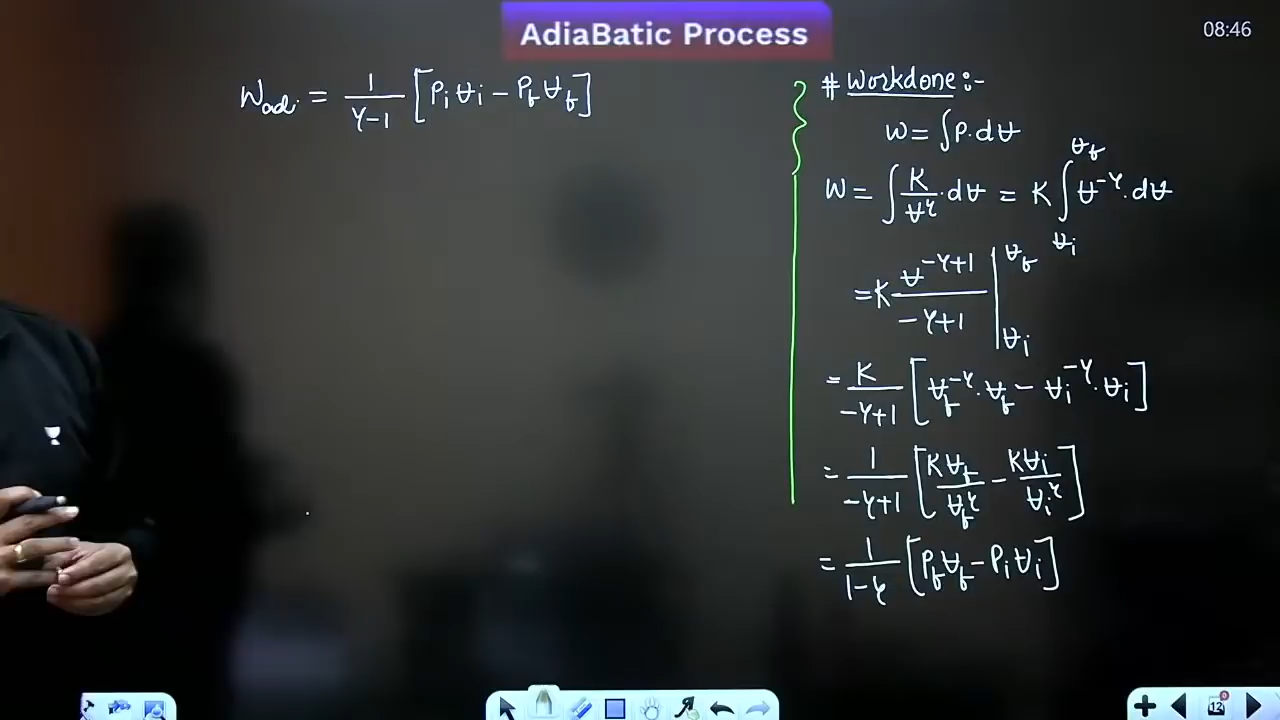 AdiaBatic Process
08:46
W_ad. = 1/(γ-1) [P_i V_i - P_f V_f]
# Workdone :-
W = ∫P.dV
W = ∫ K/V^γ .dV = K ∫_{V_i}^{V_f} V^{-γ}.dV
= K V^{-γ+1}/(-γ+1) |_{V_i}^{V_f}
= K/(-γ+1) [V_f^{-γ}.V_f - V_i^{-γ}.V_i]
= 1/(-γ+1) [K V_f/V_f^γ - K V_i/V_i^γ]
= 1/(1-γ) [P_f V_f - P_i V_i]
12